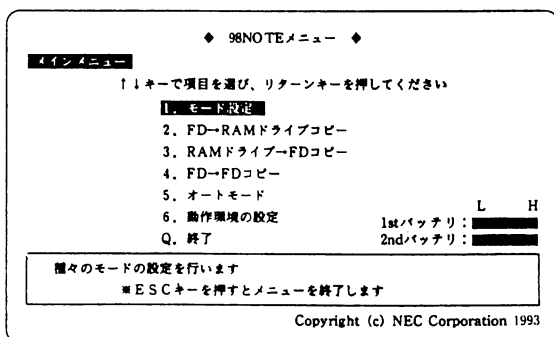 ◆ 98NOTEメニュー ◆
メインメニュー
↑↓キーで項目を選び、リターンキーを押してください
1. モード設定
2. FD→RAMドライブコピー
3. RAMドライブ→FDコピー
4. FD→FDコピー
5. オートモード
6. 動作環境の設定
Q. 終了
L H
1stバッテリ：
2ndバッテリ：
種々のモードの設定を行います
※ESCキーを押すとメニューを終了します
Copyright (c) NEC Corporation 1993